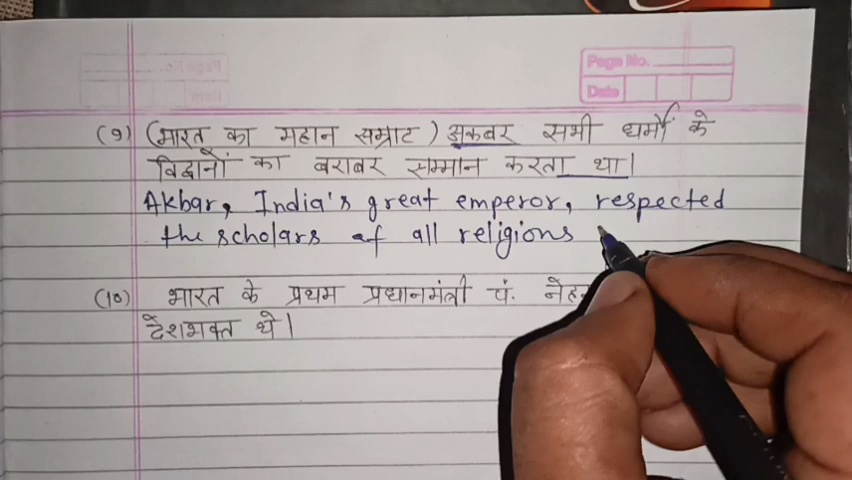 Page No.
Date
(9) (भारत का महान सम्राट) अकबर सभी धर्मों के
विद्वानों का बराबर सम्मान करता था।
Akbar, India's great emperor, respected
the scholars of all religions
(10) भारत के प्रथम प्रधानमंत्री पं.
देशभक्त थे।